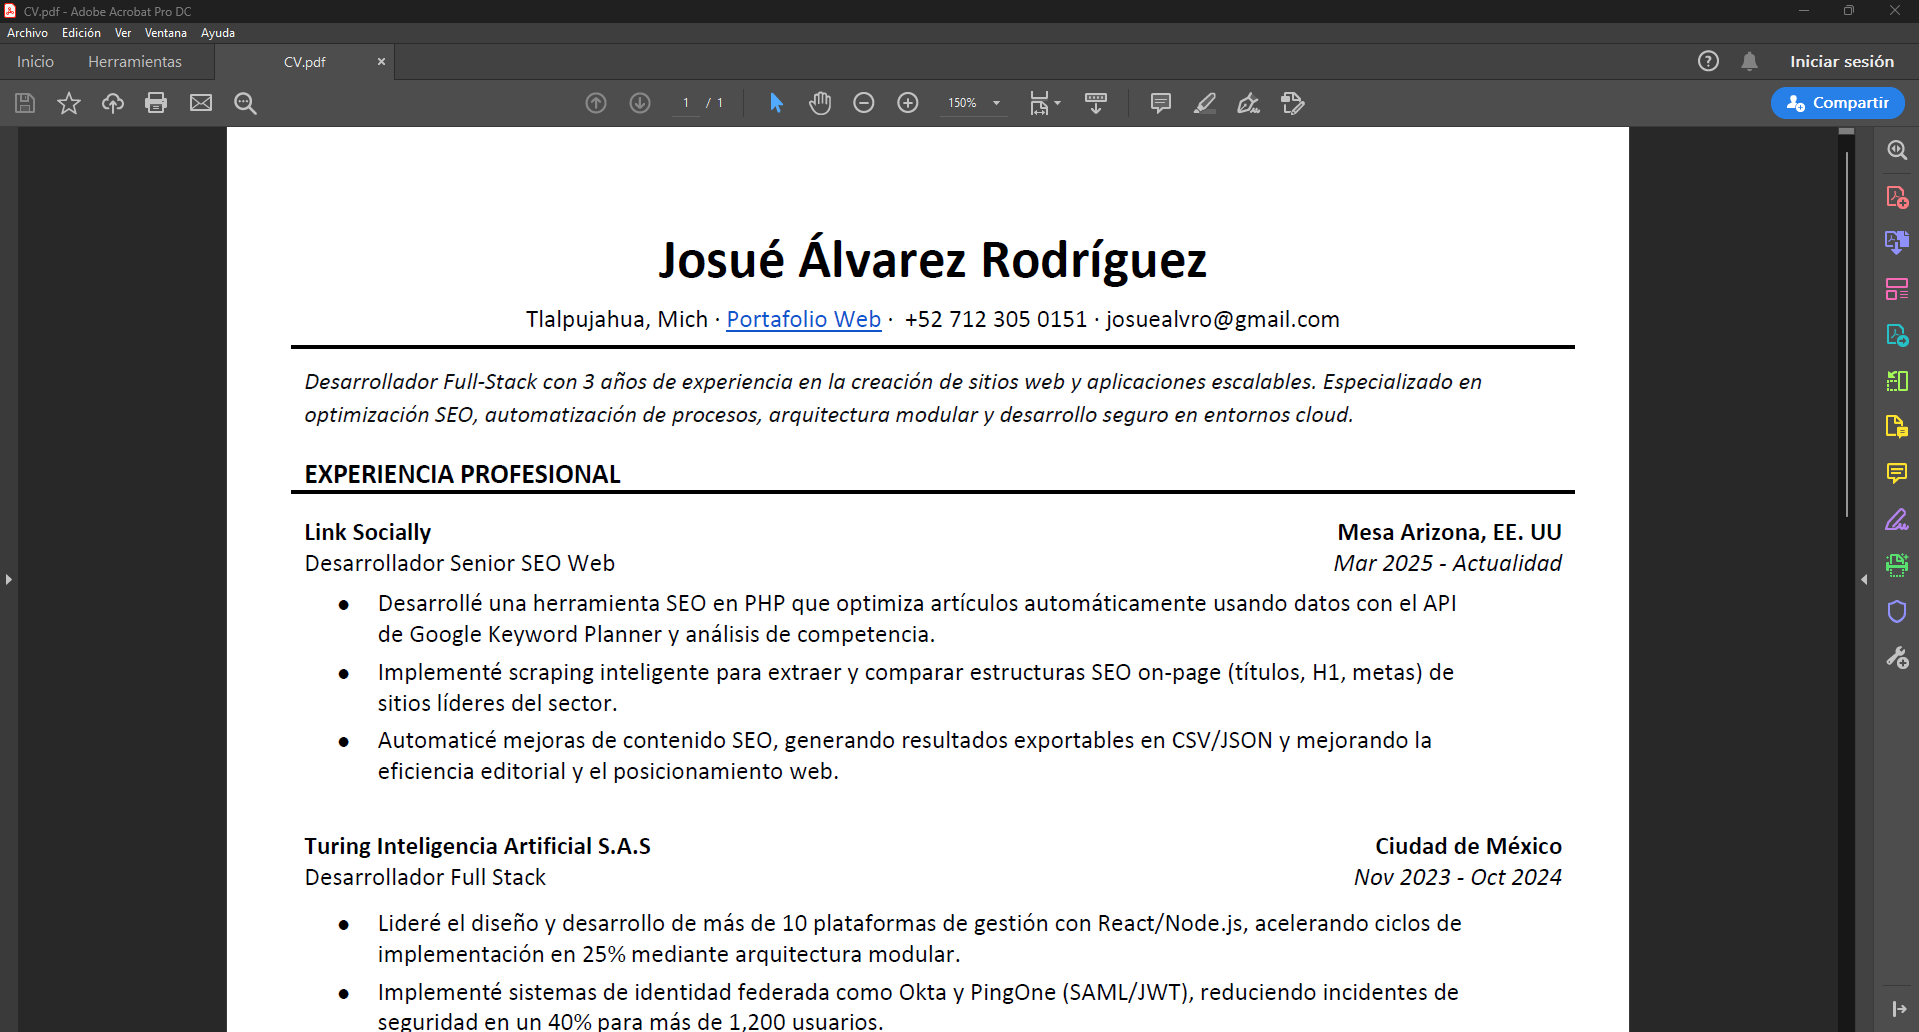 CV.pdf - Adobe Acrobat Pro DC
Archivo Edición Ver Ventana Ayuda
Inicio Herramientas CV.pdf × Iniciar sesión
1 / 1 150% Compartir
Josué Álvarez Rodríguez
Tlalpujahua, Mich · Portafolio Web · +52 712 305 0151 · josuealvro@gmail.com
Desarrollador Full-Stack con 3 años de experiencia en la creación de sitios web y aplicaciones escalables. Especializado en
optimización SEO, automatización de procesos, arquitectura modular y desarrollo seguro en entornos cloud.
EXPERIENCIA PROFESIONAL
Link Socially Mesa Arizona, EE. UU
Desarrollador Senior SEO Web Mar 2025 - Actualidad
● Desarrollé una herramienta SEO en PHP que optimiza artículos automáticamente usando datos con el API
de Google Keyword Planner y análisis de competencia.
● Implementé scraping inteligente para extraer y comparar estructuras SEO on-page (títulos, H1, metas) de
sitios líderes del sector.
● Automaticé mejoras de contenido SEO, generando resultados exportables en CSV/JSON y mejorando la
eficiencia editorial y el posicionamiento web.
Turing Inteligencia Artificial S.A.S Ciudad de México
Desarrollador Full Stack Nov 2023 - Oct 2024
● Lideré el diseño y desarrollo de más de 10 plataformas de gestión con React/Node.js, acelerando ciclos de
implementación en 25% mediante arquitectura modular.
● Implementé sistemas de identidad federada como Okta y PingOne (SAML/JWT), reduciendo incidentes de
seguridad en un 40% para más de 1,200 usuarios.